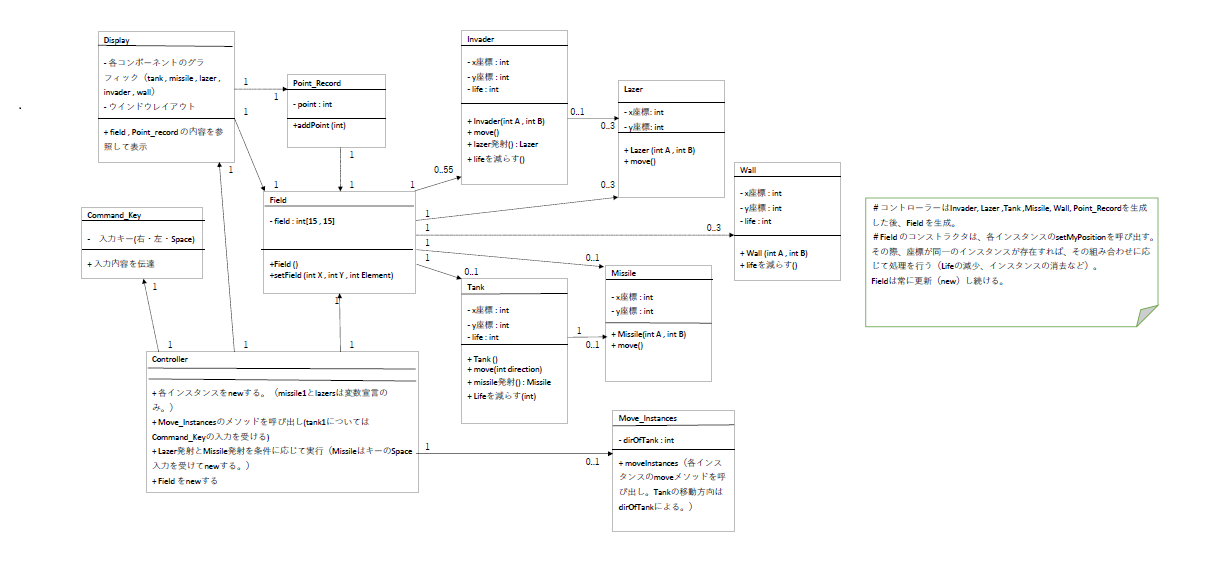 Display
- 各コンポーネントのグラ
フィック（tank , missile , lazer ,
invader , wall）
- ウインドウレイアウト
+ field , Point_record の内容を参
照して表示
1
1
1
1
Point_Record
- point : int
+addPoint (int)
1
1
1
Field
- field : int[15 , 15]
+Field ()
+setField (int X , int Y , int Element)
1
1
1
1
1
1
Command_Key
-　入力キー(右・左・Space)
+ 入力内容を伝達
1
Invader
- x座標 : int
- y座標 : int
- life : int
+ Invader(int A , int B)
+ move()
+ lazer発射() : Lazer
+ lifeを減らす()
0..55
0..1
0..3
Lazer
- x座標: int
- y座標: int
+ Lazer (int A , int B)
+ move()
0..3
Wall
- x座標 : int
- y座標 : int
- life : int
+ Wall (int A , int B)
+ lifeを減らす()
0..3
0..1
Missile
- x座標 : int
- y座標 : int
+ Missile(int A , int B)
+ move()
0..1
Tank
- x座標 : int
- y座標 : int
- life : int
+ Tank ()
+ move(int direction)
+ missile発射() : Missile
+ Lifeを減らす(int)
1
0..1
1
1
1
Controller
+ 各インスタンスをnewする。（missile1とlazersは変数宣言の
み。）
+ Move_Instancesのメソッドを呼び出し(tank1については
Command_Keyの入力を受ける)
+ Lazer発射とMissile発射を条件に応じて実行（MissileはキーのSpace
入力を受けてnewする。）
+ Field をnewする
1
0..1
Move_Instances
- dirOfTank : int
+ moveInstances（各インス
タンスのmoveメソッドを呼
び出し。Tankの移動方向は
dirOfTankによる。）
＃コントローラーはInvader, Lazer ,Tank ,Missile, Wall, Point_Recordを生成
した後、Field を生成。
＃Field のコンストラクタは、各インスタンスのsetMyPositionを呼び出す。
その際、座標が同一のインスタンスが存在すれば、その組み合わせに応
じて処理を行う（Lifeの減少、インスタンスの消去など）。
Fieldは常に更新（new）し続ける。